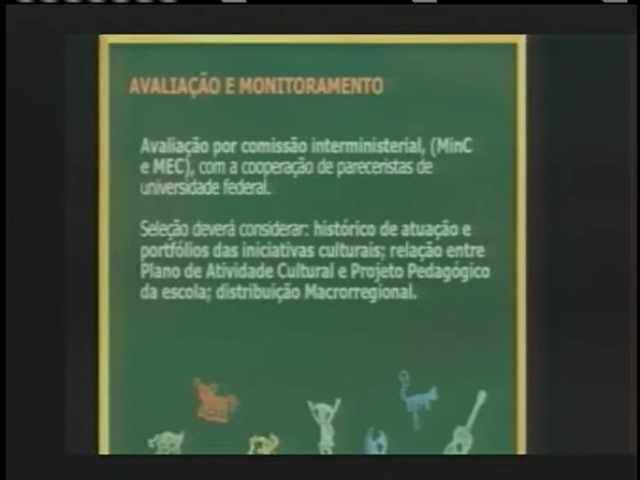 AVALIAÇÃO E MONITORAMENTO
Avaliação por comissão interministerial, (MinC
e MEC), com a cooperação de pareceristas de
universidade federal.
Seleção deverá considerar: histórico de atuação e
portfólios das iniciativas culturais; relação entre
Plano de Atividade Cultural e Projeto Pedagógico
da escola; distribuição Macrorregional.